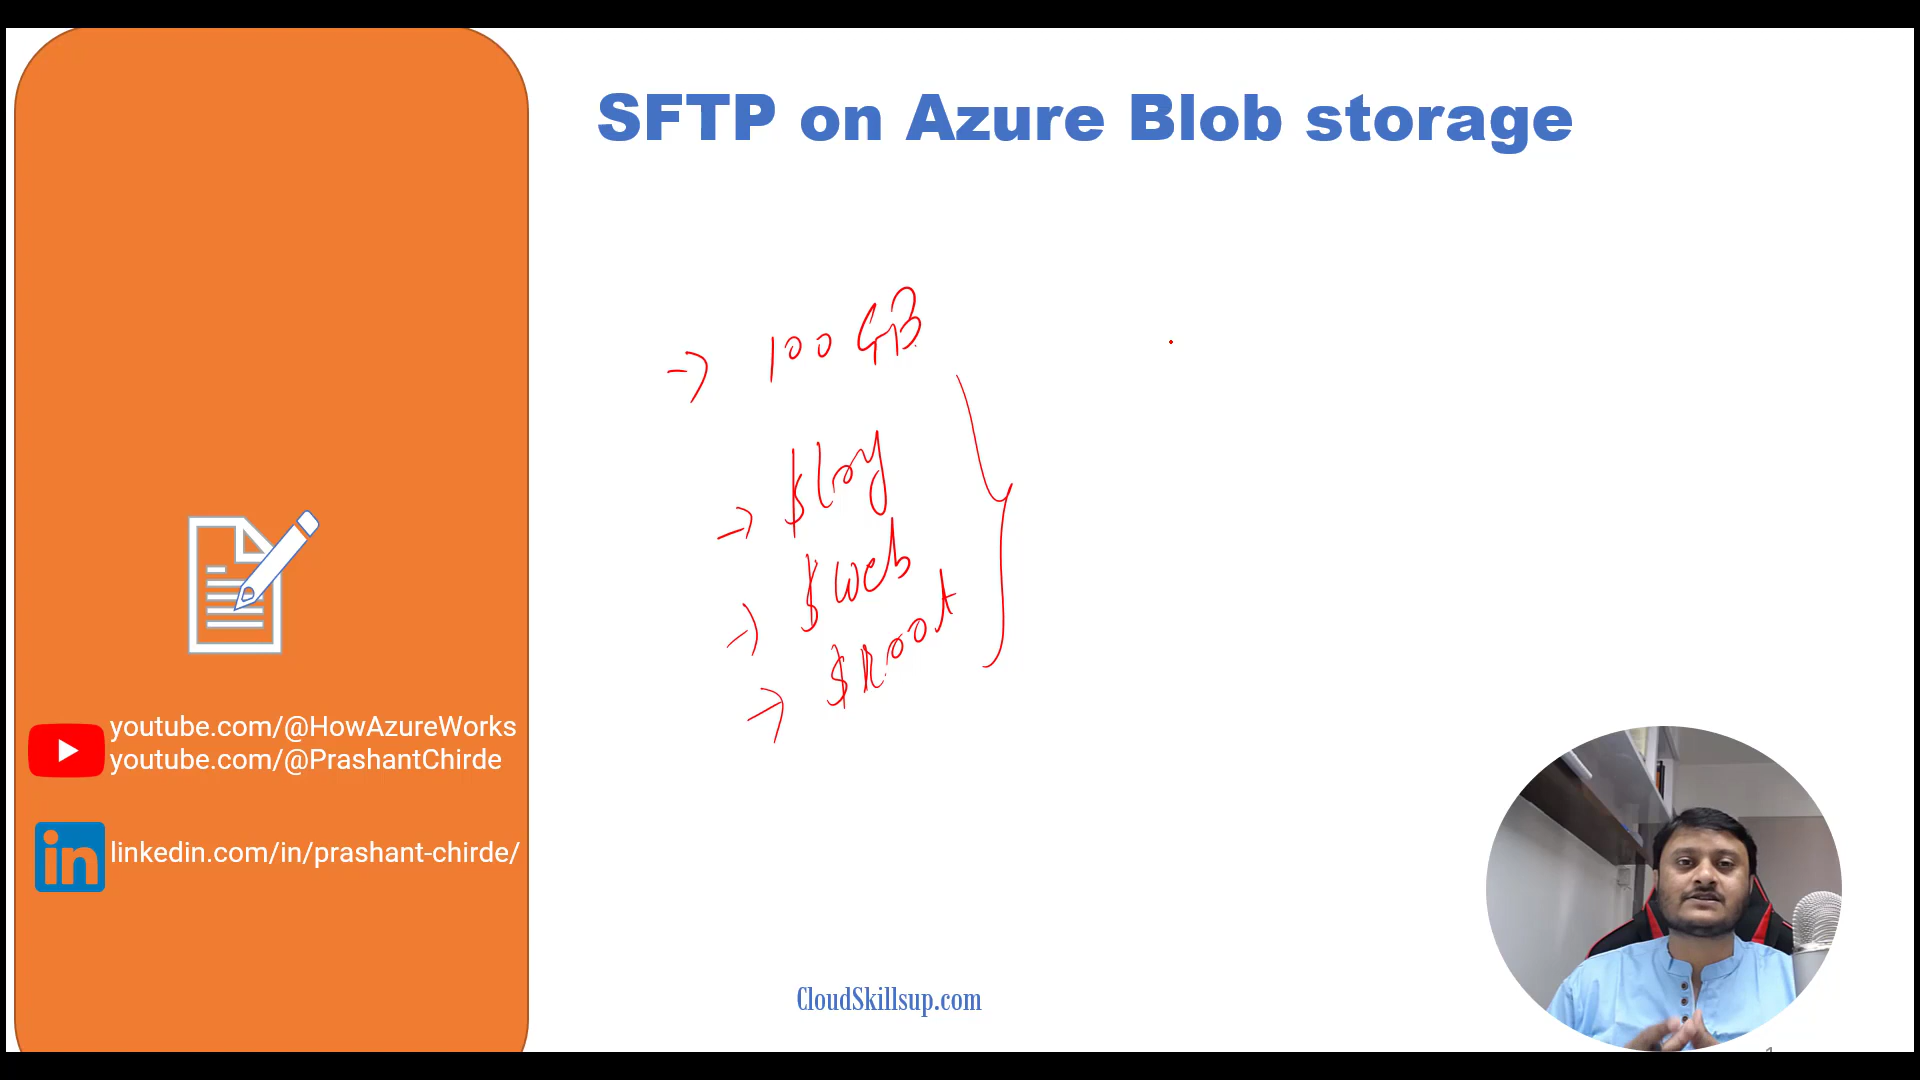 SFTP on Azure Blob storage
→ 100 GB
→ $log
→ $web
→ $root
youtube.com/@HowAzureWorks
youtube.com/@PrashantChirde
in linkedin.com/in/prashant-chirde/
CloudSkillsup.com